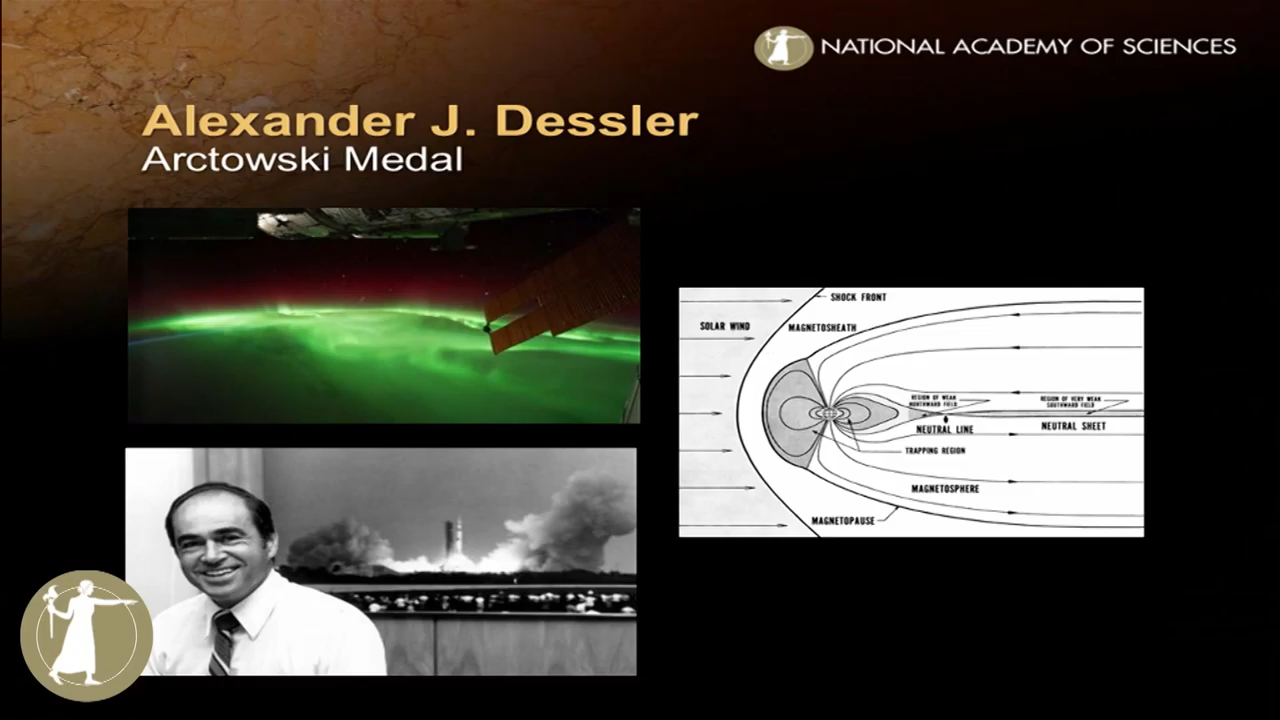 NATIONAL ACADEMY OF SCIENCES
Alexander J. Dessler
Arctowski Medal
SHOCK FRONT
SOLAR WIND
MAGNETOSHEATH
REGION OF WEAK
NORTHWARD FIELD
REGION OF VERY WEAK
SOUTHWARD FIELD
NEUTRAL LINE
NEUTRAL SHEET
TRAPPING REGION
MAGNETOSPHERE
MAGNETOPAUSE